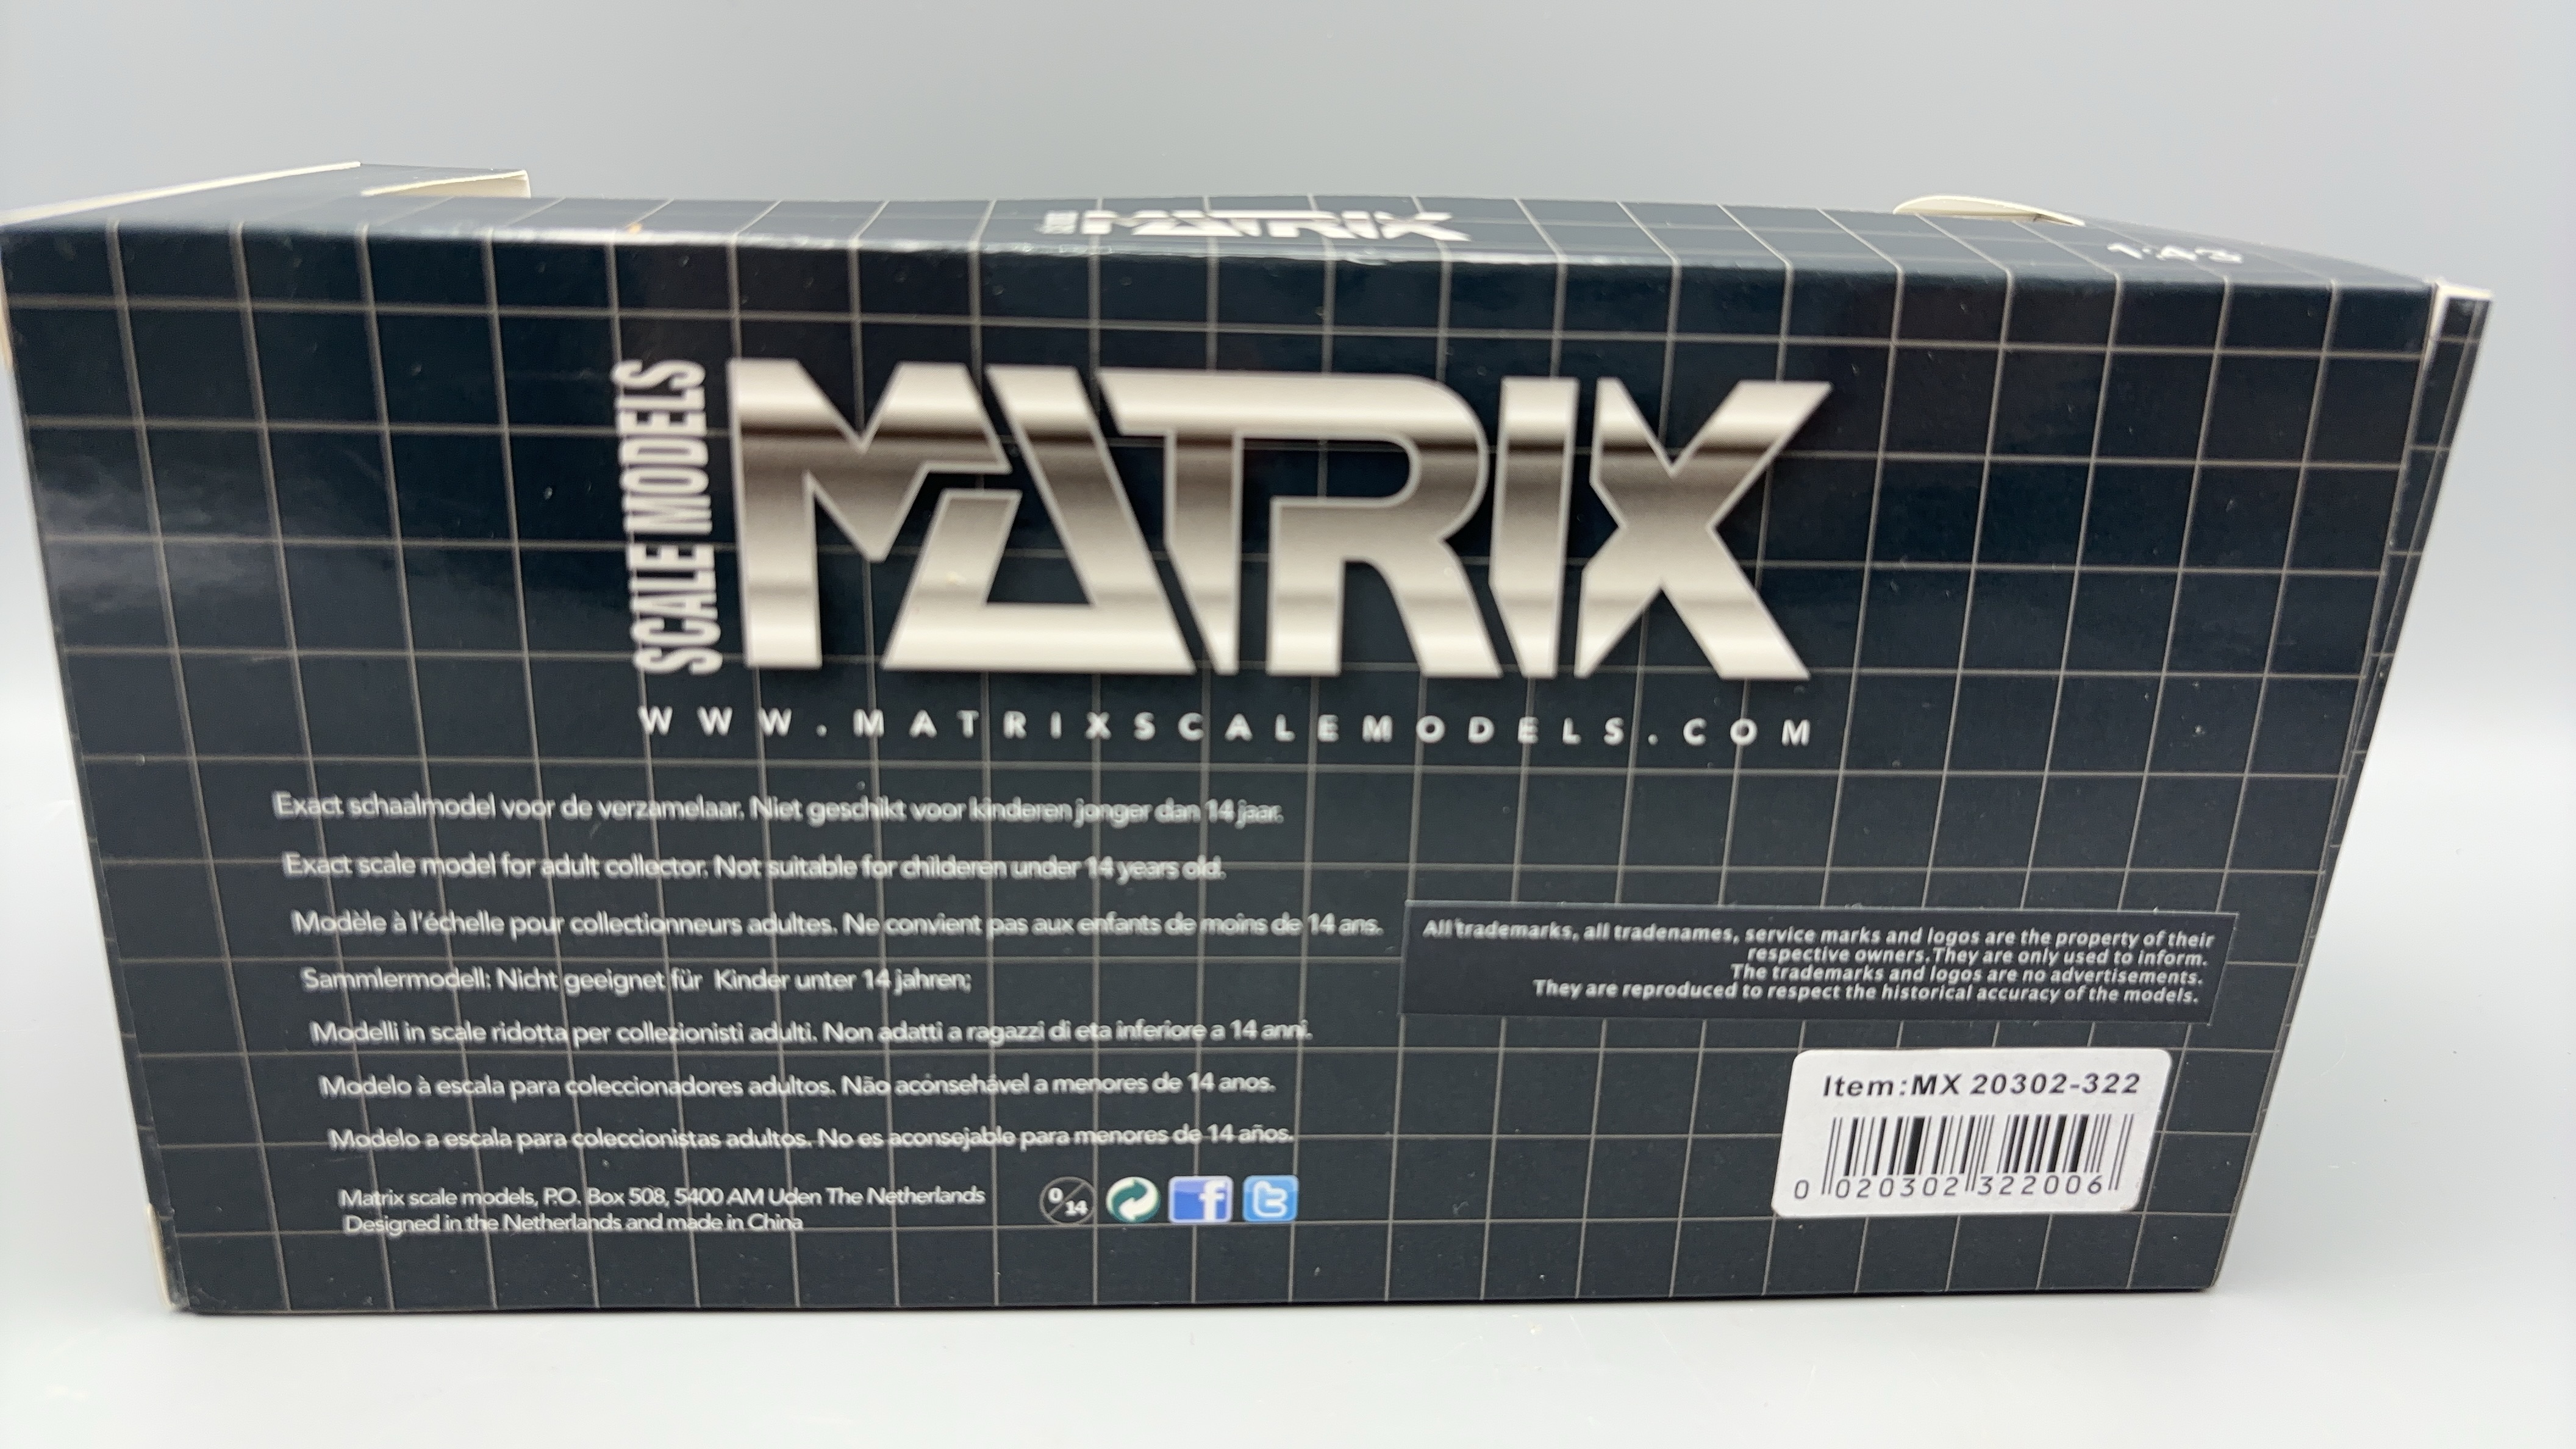 SCALE MODELS MATRIX
1:43
SCALE MODELS
MATRIX
WWW.MATRIXSCALEMODELS.COM
Exact schaalmodel voor de verzamelaar. Niet geschikt voor kinderen jonger dan 14 jaar.
Exact scale model for adult collector. Not suitable for childeren under 14 years old.
Modèle à l'échelle pour collectionneurs adultes. Ne convient pas aux enfants de moins de 14 ans.
Sammlermodell: Nicht geeignet für Kinder unter 14 jahren;
Modelli in scale ridotta per collezionisti adulti. Non adatti a ragazzi di eta inferiore a 14 anni.
Modelo à escala para coleccionadores adultos. Não aconsehável a menores de 14 anos.
Modelo a escala para coleccionistas adultos. No es aconsejable para menores de 14 años.
Matrix scale models, P.O. Box 508, 5400 AM Uden The Netherlands
Designed in the Netherlands and made in China
0/14
f
t
All trademarks, all tradenames, service marks and logos are the property of their
respective owners. They are only used to inform.
The trademarks and logos are no advertisements.
They are reproduced to respect the historical accuracy of the models.
Item:MX 20302-322
0 020302 322006